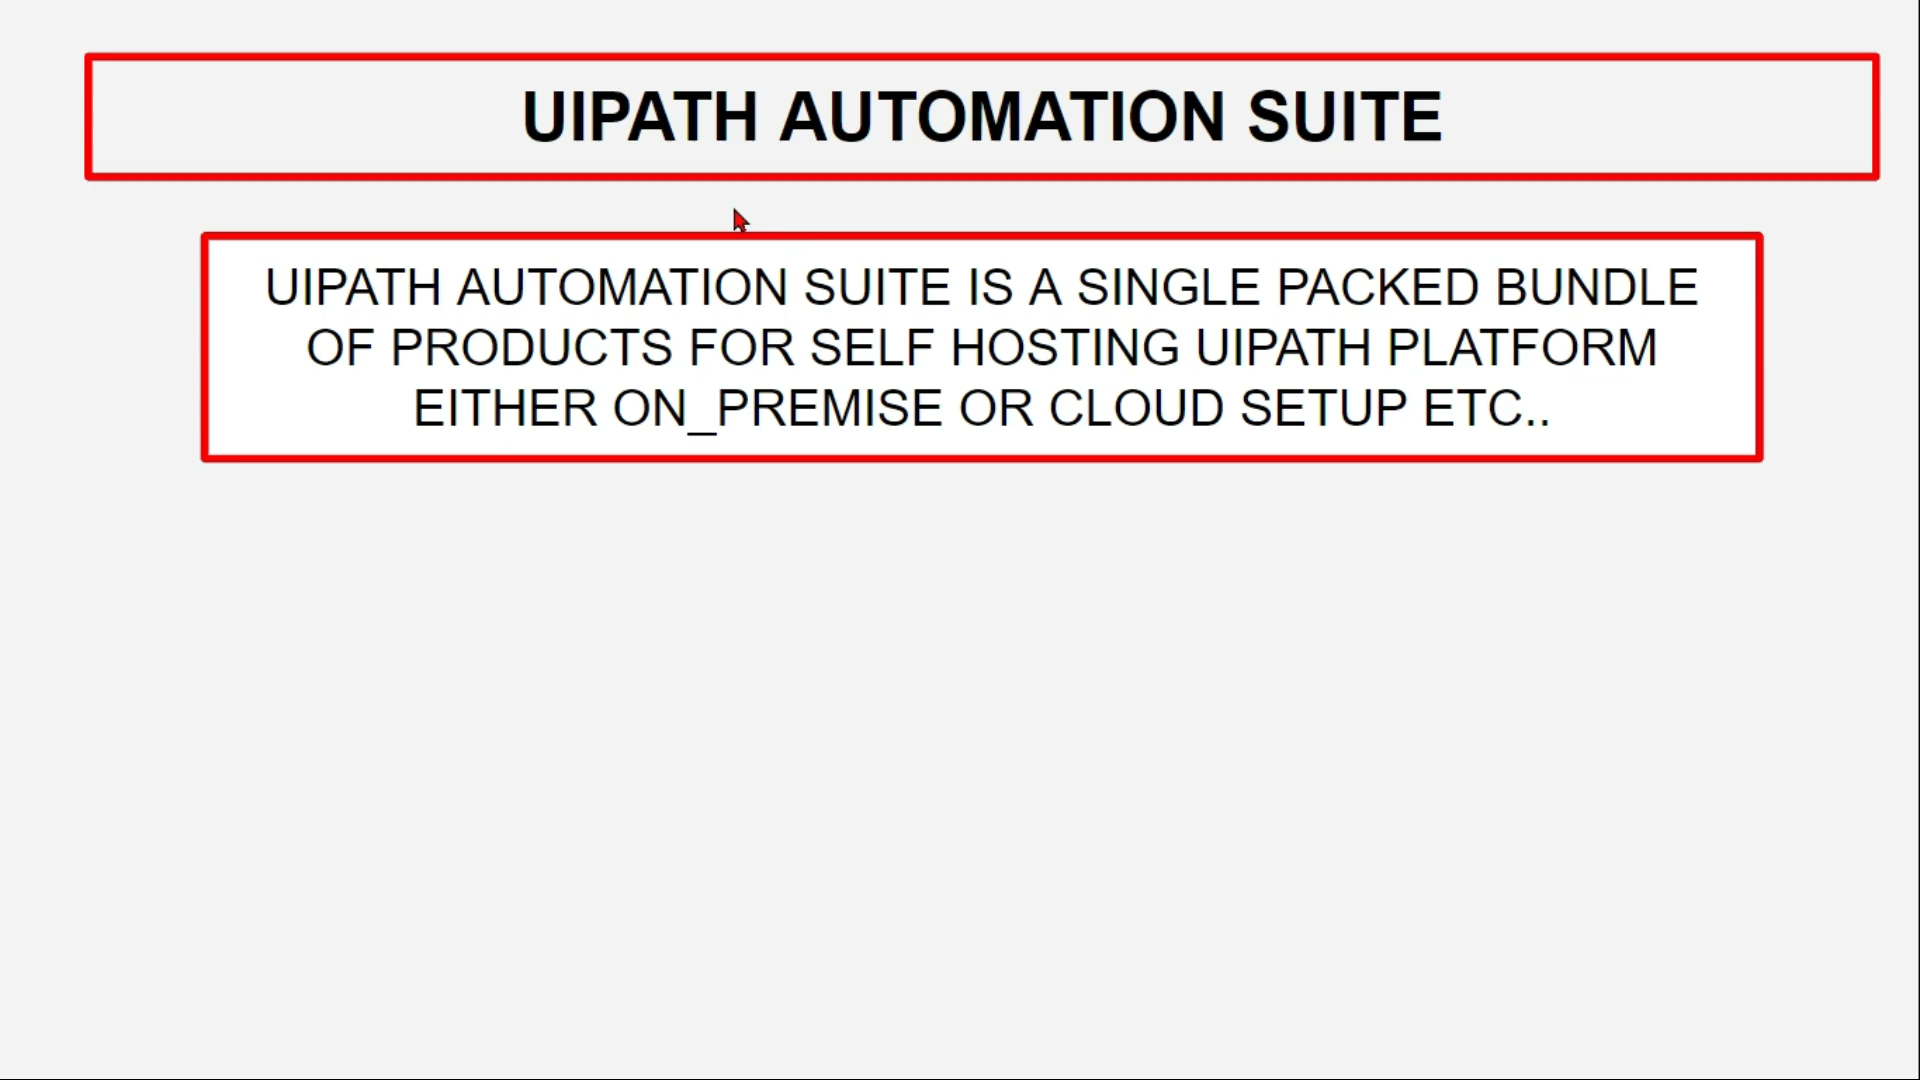 UIPATH AUTOMATION SUITE
UIPATH AUTOMATION SUITE IS A SINGLE PACKED BUNDLE
OF PRODUCTS FOR SELF HOSTING UIPATH PLATFORM
EITHER ON_PREMISE OR CLOUD SETUP ETC..